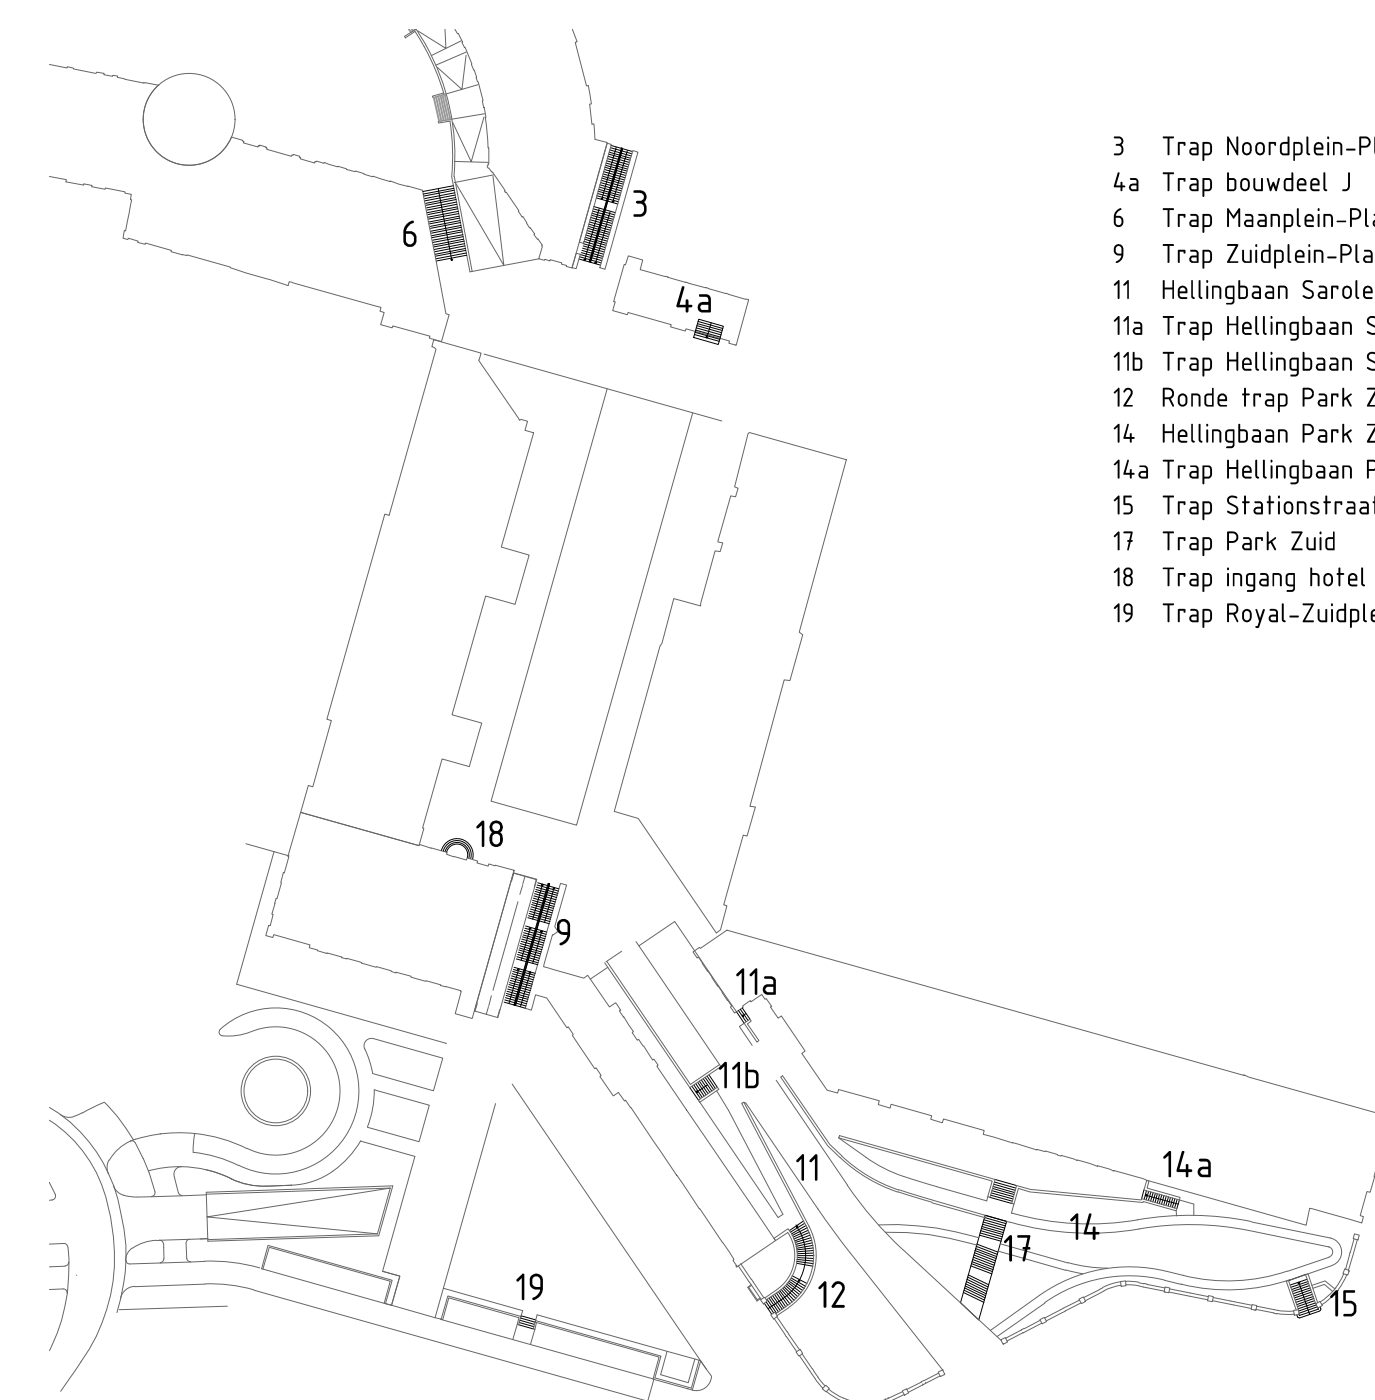 3 Trap Noordplein-Pl
4a Trap bouwdeel J
6 Trap Maanplein-Pla
9 Trap Zuidplein-Pla
11 Hellingbaan Sarole
11a Trap Hellingbaan S
11b Trap Hellingbaan S
12 Ronde trap Park Z
14 Hellingbaan Park Z
14a Trap Hellingbaan P
15 Trap Stationstraat
17 Trap Park Zuid
18 Trap ingang hotel
19 Trap Royal-Zuidple
3
6
4a
18
9
11a
11b
11
14a
14
17
19
12
15